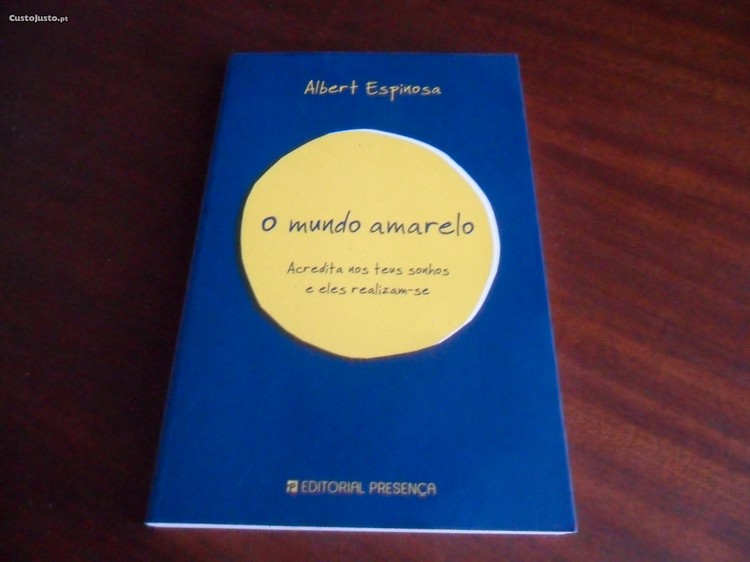 CustoJusto.pt
Albert Espinosa
O mundo amarelo
Acredita nos teus sonhos
e eles realizam-se
EDITORIAL PRESENÇA